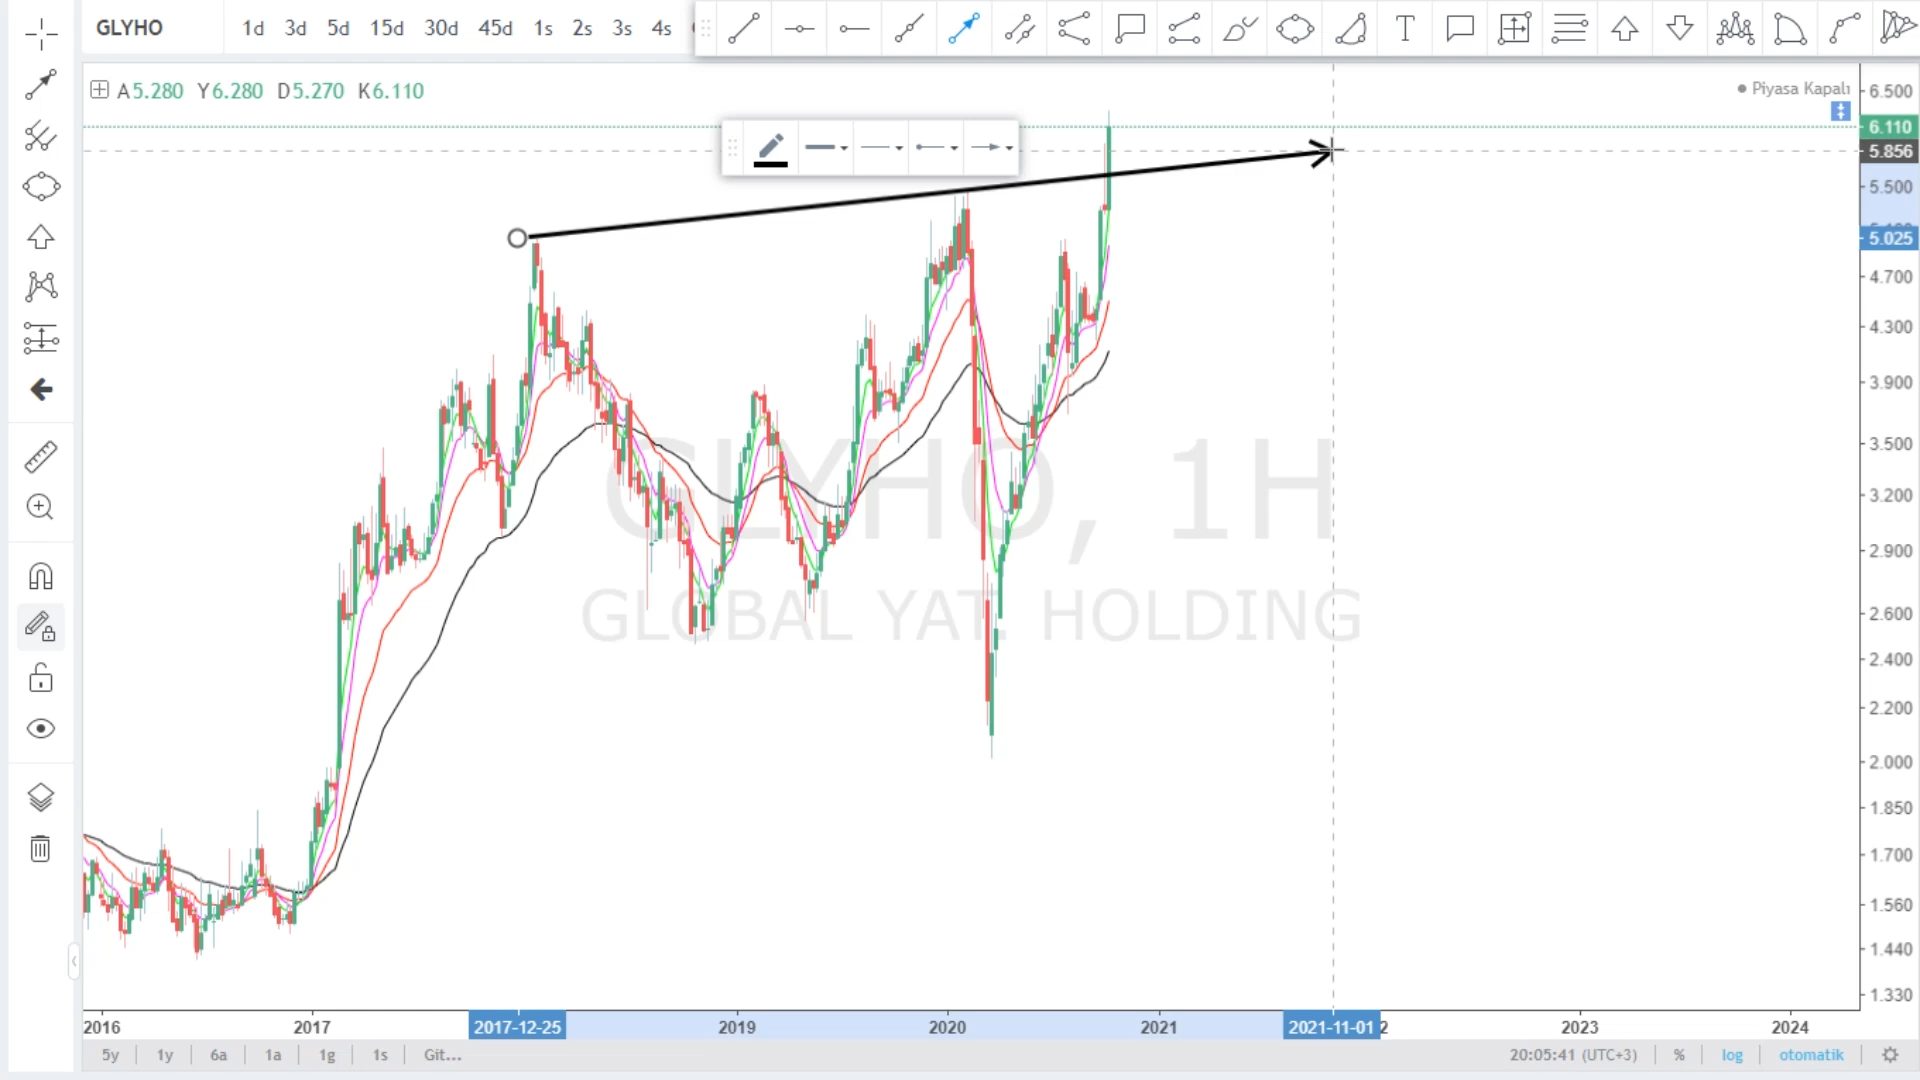 GLYHO 1d 3d 5d 15d 30d 45d 1s 2s 3s 4s
A5.280 Y6.280 D5.270 K6.110
Piyasa Kapalı
6.500
6.110
5.856
5.500
5.025
4.700
4.300
3.900
3.500
3.200
2.900
2.600
2.400
2.200
2.000
1.850
1.700
1.560
1.440
1.330
GLYHO, 1H
GLOBAL YAT. HOLDING
2016 2017 2017-12-25 2019 2020 2021 2021-11-01 2 2023 2024
5y 1y 6a 1a 1g 1s Git... 20:05:41 (UTC+3) % log otomatik